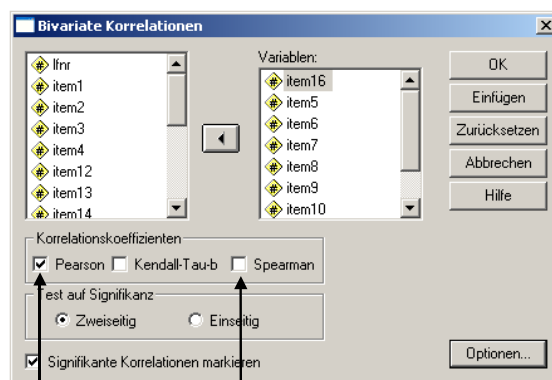 Bivariate Korrelationen
lfnr
item1
item2
item3
item4
item12
item13
item14
Variablen:
item16
item5
item6
item7
item8
item9
item10
OK
Einfügen
Zurücksetzen
Abbrechen
Hilfe
Korrelationskoeffizienten
Pearson Kendall-Tau-b Spearman
Test auf Signifikanz
Zweiseitig Einseitig
Signifikante Korrelationen markieren
Optionen...